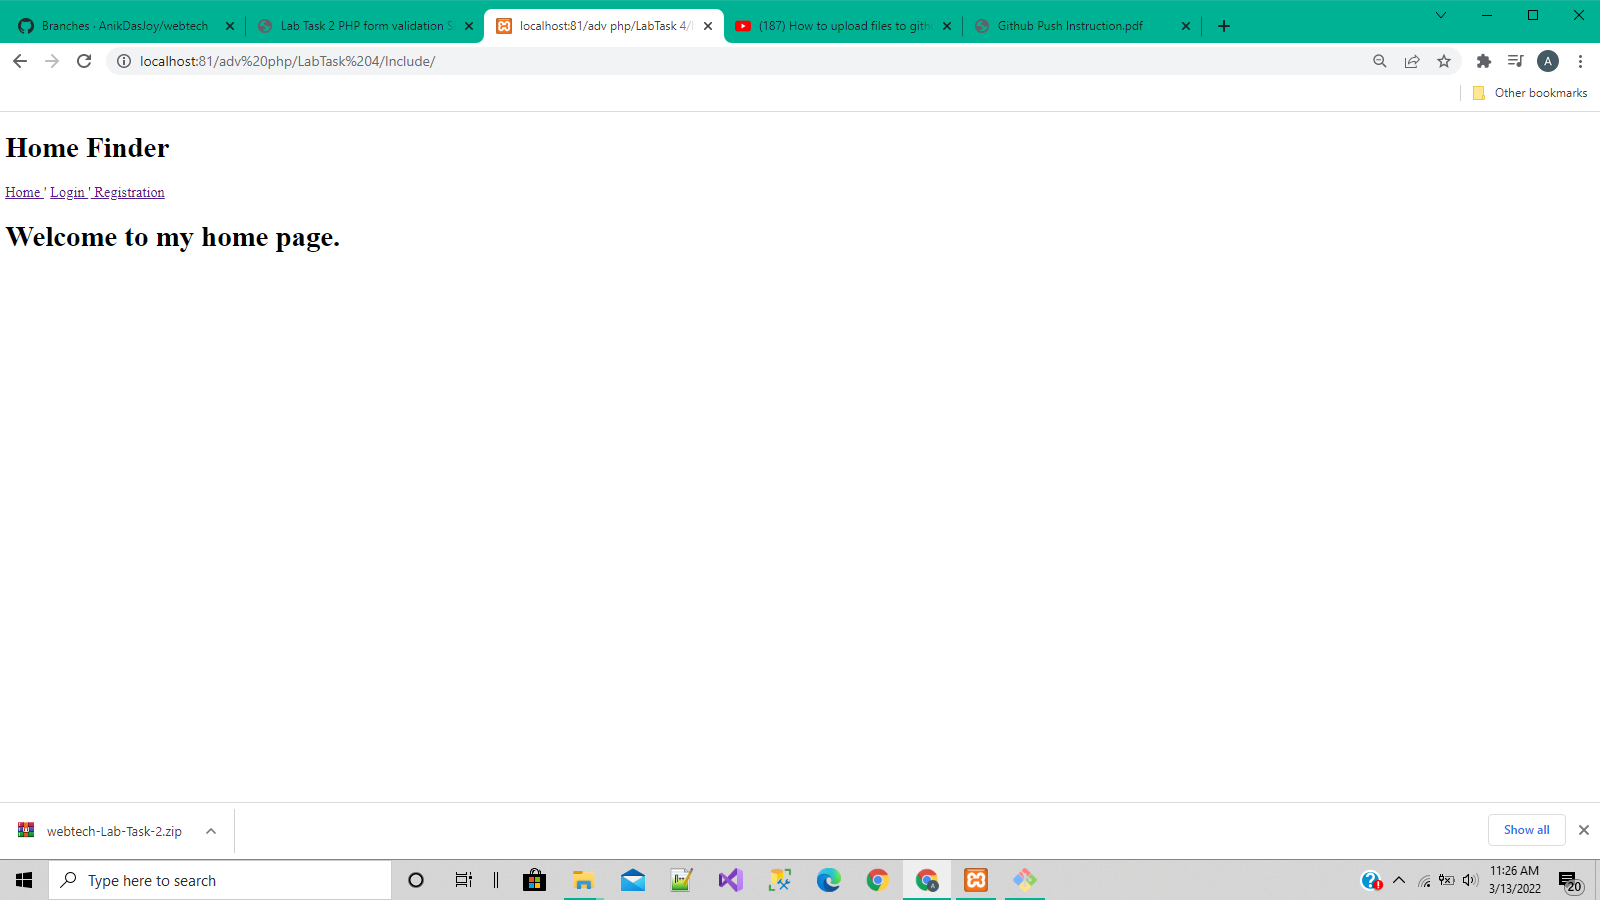 Branches · AnikDasJoy/webtech
Lab Task 2 PHP form validation
localhost:81/adv php/LabTask 4/
(187) How to upload files to gith
Github Push Instruction.pdf
localhost:81/adv%20php/LabTask%204/Include/
A
Other bookmarks
Home Finder
Home ' Login ' Registration
Welcome to my home page.
webtech-Lab-Task-2.zip
Show all
Type here to search
A
11:26 AM
3/13/2022
20